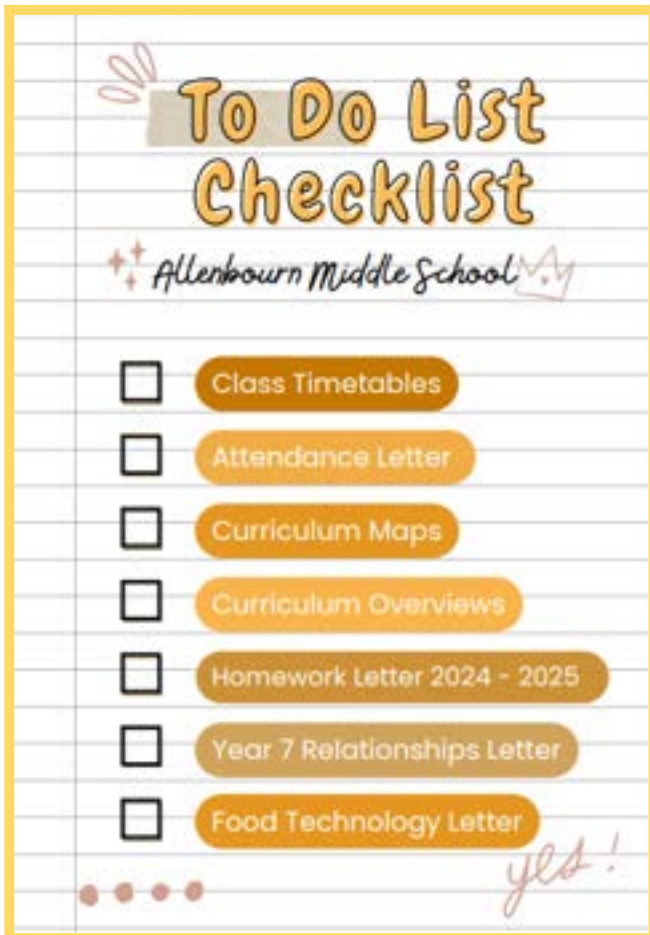 To Do List
Checklist
Allenbourn Middle School
Class Timetables
Attendance Letter
Curriculum Maps
Curriculum Overviews
Homework Letter 2024 - 2025
Year 7 Relationships Letter
Food Technology Letter
yes!